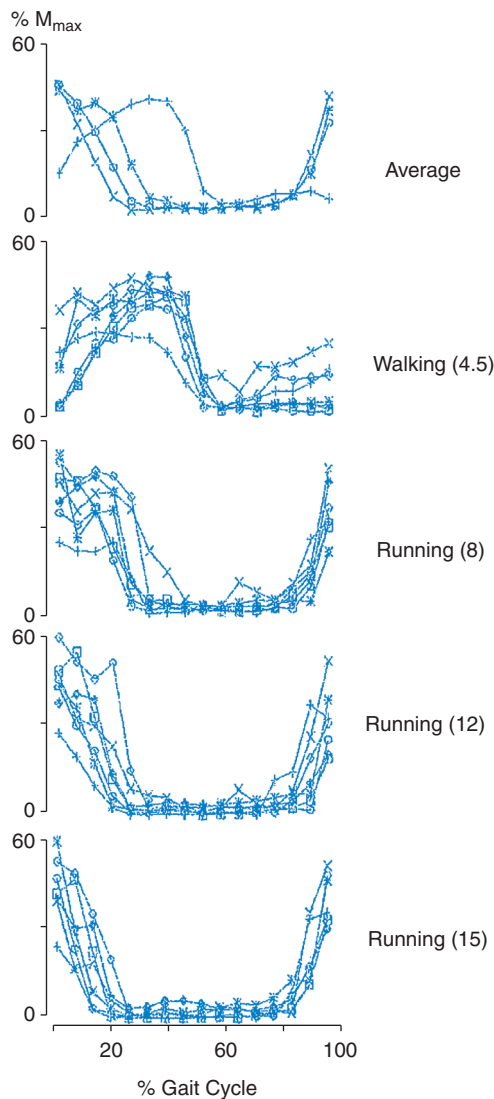 % Mmax
60
0
Average
60
0
Walking (4.5)
60
0
Running (8)
60
0
Running (12)
60
0
Running (15)
20 60 100
% Gait Cycle